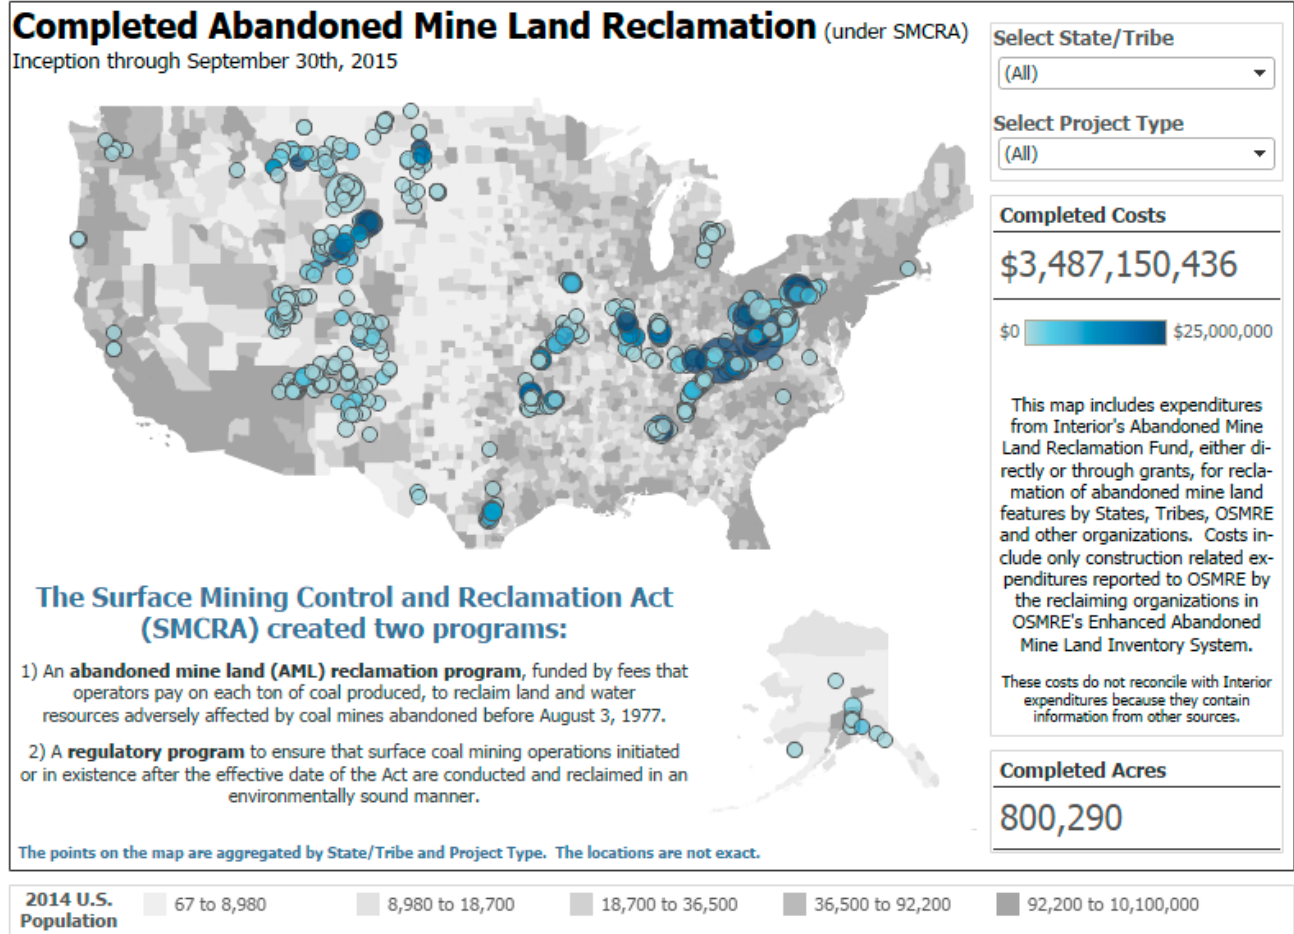 Completed Abandoned Mine Land Reclamation (under SMCRA)
Inception through September 30th, 2015
Select State/Tribe
(All)
Select Project Type
(All)
Completed Costs
$3,487,150,436
$0 $25,000,000
This map includes expenditures
from Interior's Abandoned Mine
Land Reclamation Fund, either di-
rectly or through grants, for recla-
mation of abandoned mine land
features by States, Tribes, OSMRE
and other organizations. Costs in-
clude only construction related ex-
penditures reported to OSMRE by
the reclaiming organizations in
OSMRE's Enhanced Abandoned
Mine Land Inventory System.
These costs do not reconcile with Interior
expenditures because they contain
information from other sources.
Completed Acres
800,290
The Surface Mining Control and Reclamation Act
(SMCRA) created two programs:
1) An abandoned mine land (AML) reclamation program, funded by fees that
operators pay on each ton of coal produced, to reclaim land and water
resources adversely affected by coal mines abandoned before August 3, 1977.
2) A regulatory program to ensure that surface coal mining operations initiated
or in existence after the effective date of the Act are conducted and reclaimed in an
environmentally sound manner.
The points on the map are aggregated by State/Tribe and Project Type. The locations are not exact.
2014 U.S.
Population
67 to 8,980
8,980 to 18,700
18,700 to 36,500
36,500 to 92,200
92,200 to 10,100,000